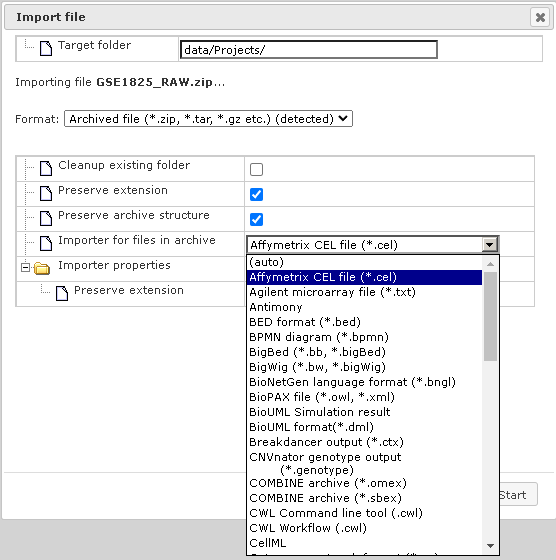 Import file
Target folder
data/Projects/
Importing file GSE1825_RAW.zip...
Format: Archived file (*.zip, *.tar, *.gz etc.) (detected)
Cleanup existing folder
Preserve extension
Preserve archive structure
Importer for files in archive
Affymetrix CEL file (*.cel)
Importer properties
Preserve extension
(auto)
Affymetrix CEL file (*.cel)
Agilent microarray file (*.txt)
Antimony
BED format (*.bed)
BPMN diagram (*.bpmn)
BigBed (*.bb, *.bigBed)
BigWig (*.bw, *.bigWig)
BioNetGen language format (*.bngl)
BioPAX file (*.owl, *.xml)
BioUML Simulation result
BioUML format(*.dml)
Breakdancer output (*.ctx)
CNVnator genotype output
(*.genotype)
COMBINE archive (*.omex)
COMBINE archive (*.sbex)
CWL Command line tool (.cwl)
CWL Workflow (.cwl)
CellML
Start